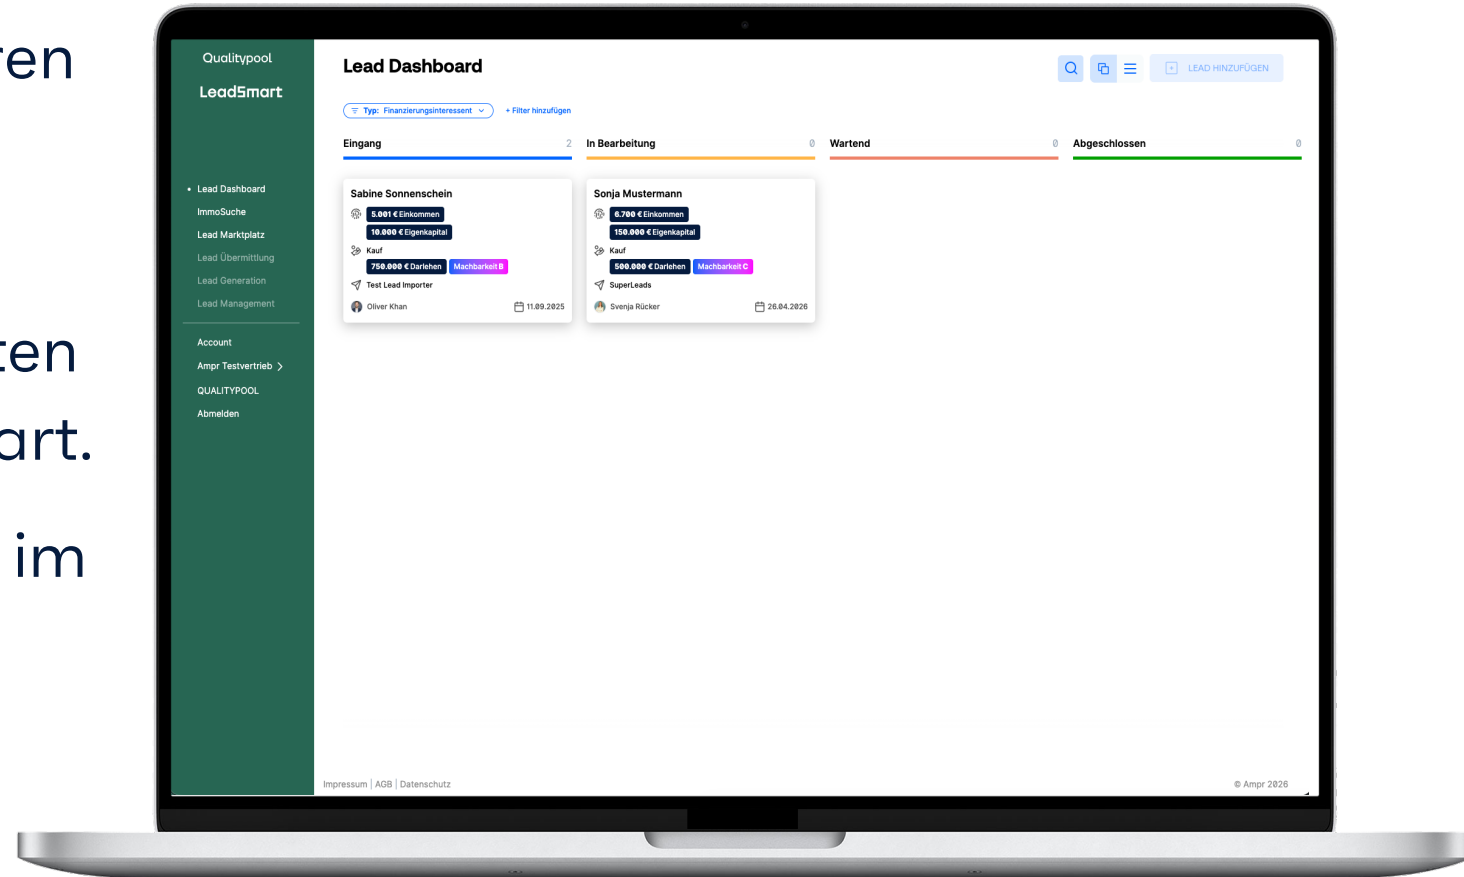 ren
ten
art.
im
Qualitypool
LeadSmart
Lead Dashboard
ImmoSuche
Lead Marktplatz
Lead Übermittlung
Lead Generation
Lead Management
Account
Ampr Testvertrieb
QUALITYPOOL
Abmelden
Lead Dashboard
LEAD HINZUFÜGEN
Typ: Finanzierungsinteressent
+ Filter hinzufügen
Eingang 2
In Bearbeitung 0
Wartend 0
Abgeschlossen 0
Sabine Sonnenschein
5.001 € Einkommen
10.000 € Eigenkapital
Kauf
750.000 € Darlehen Machbarkeit B
Test Lead Importer
Oliver Khan 11.09.2025
Sonja Mustermann
6.700 € Einkommen
150.000 € Eigenkapital
Kauf
500.000 € Darlehen Machbarkeit C
SuperLeads
Svenja Rücker 26.04.2026
Impressum | AGB | Datenschutz
© Ampr 2026